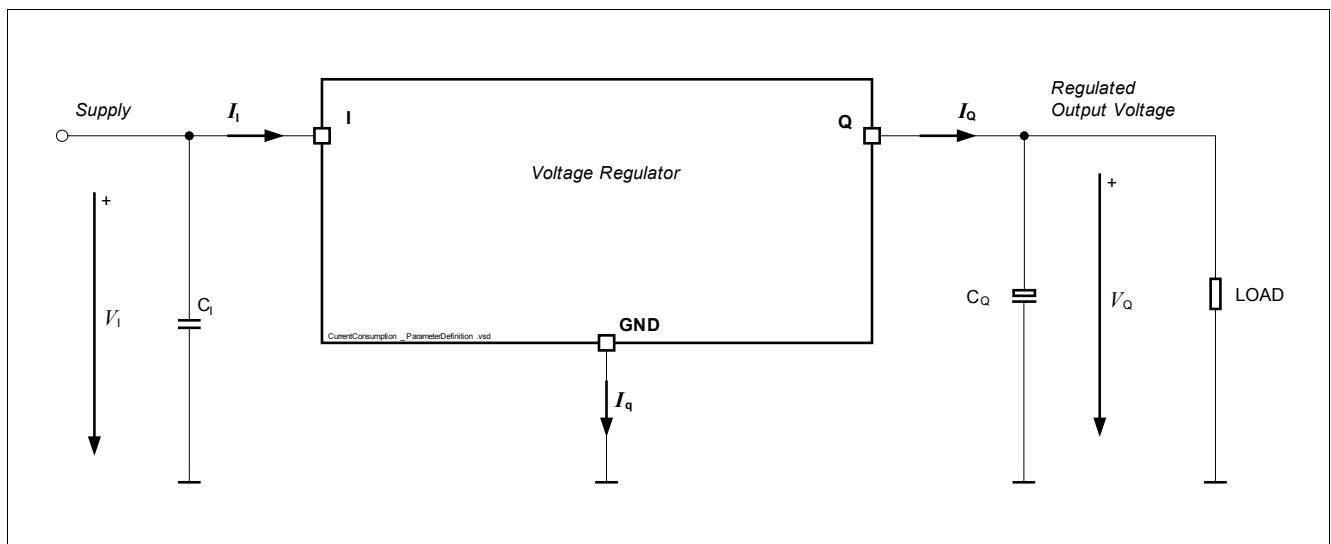 Supply
I_I
I
Q
I_Q
Regulated
Output Voltage
Voltage Regulator
+
+
V_I
C_I
C_Q
V_Q
LOAD
GND
CurrentConsumption _ ParameterDefinition .vsd
I_q